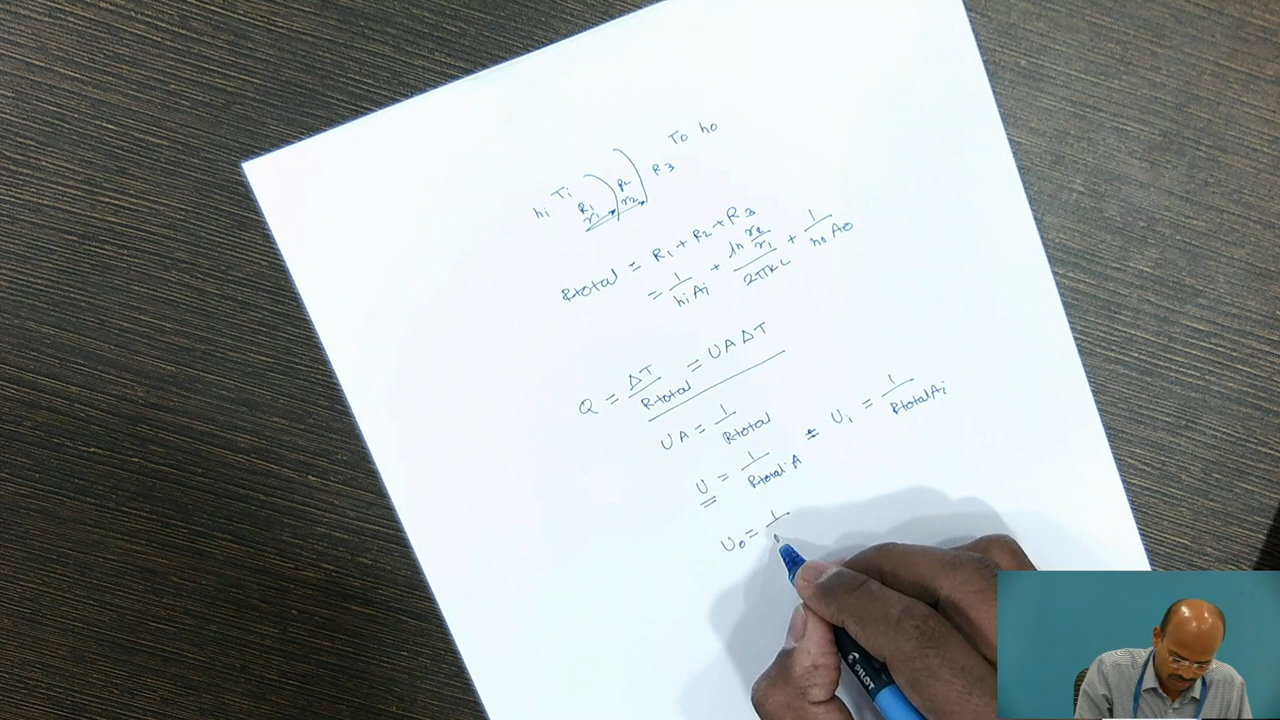 To ho
hi Ti R1 R2 R3
r1 r2
Rtotal = R1 + R2 + R3
= 1/hiAi + ln r2/r1 / 2πKL + 1/hoAo
Q = ΔT/Rtotal = UAΔT
UA = 1/Rtotal
U = 1/Rtotal·A = Ui = 1/RtotalAi
Uo = 1/
PILOT